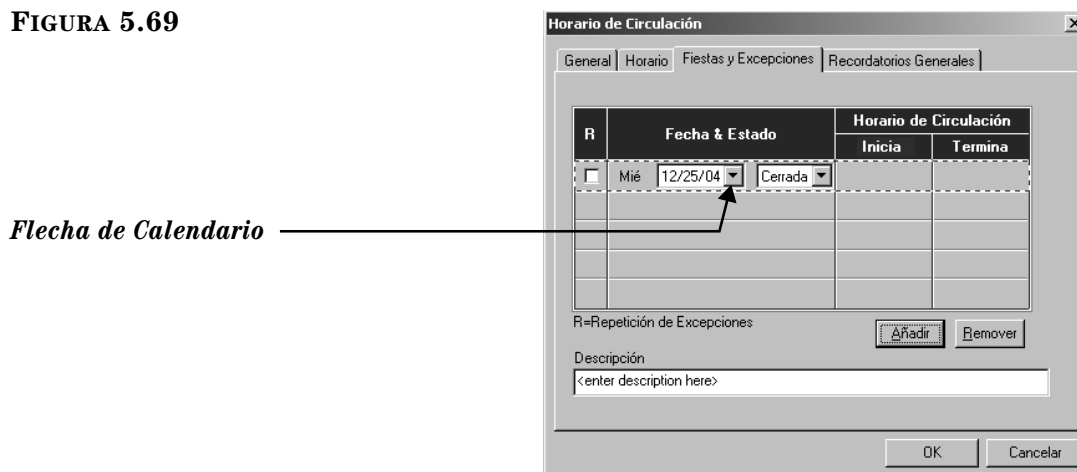 FIGURA 5.69
Horario de Circulación
General Horario Fiestas y Excepciones Recordatorios Generales
R Fecha & Estado Horario de Circulación
Inicia Termina
Mié 12/25/04 Cerrada
Flecha de Calendario
R=Repetición de Excepciones
Añadir Remover
Descripción
<enter description here>
OK Cancelar